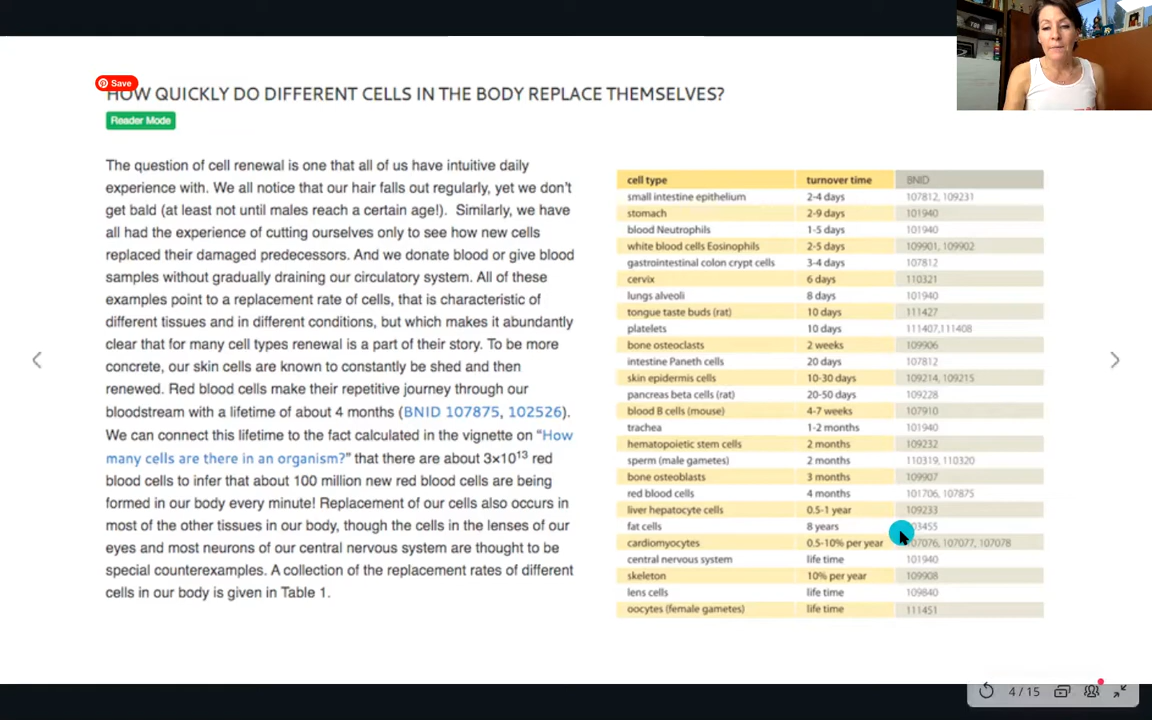 Save
HOW QUICKLY DO DIFFERENT CELLS IN THE BODY REPLACE THEMSELVES?
Reader Mode
The question of cell renewal is one that all of us have intuitive daily
experience with. We all notice that our hair falls out regularly, yet we don't
get bald (at least not until males reach a certain age!). Similarly, we have
all had the experience of cutting ourselves only to see how new cells
replaced their damaged predecessors. And we donate blood or give blood
samples without gradually draining our circulatory system. All of these
examples point to a replacement rate of cells, that is characteristic of
different tissues and in different conditions, but which makes it abundantly
clear that for many cell types renewal is a part of their story. To be more
concrete, our skin cells are known to constantly be shed and then
renewed. Red blood cells make their repetitive journey through our
bloodstream with a lifetime of about 4 months (BNID 107875, 102526).
We can connect this lifetime to the fact calculated in the vignette on "How
many cells are there in an organism?" that there are about 3×10¹³ red
blood cells to infer that about 100 million new red blood cells are being
formed in our body every minute! Replacement of our cells also occurs in
most of the other tissues in our body, though the cells in the lenses of our
eyes and most neurons of our central nervous system are thought to be
special counterexamples. A collection of the replacement rates of different
cells in our body is given in Table 1.
cell type turnover time BNID
small intestine epithelium 2-4 days 107812, 109231
stomach 2-9 days 101940
blood Neutrophils 1-5 days 101940
white blood cells Eosinophils 2-5 days 109901, 109902
gastrointestinal colon crypt cells 3-4 days 107812
cervix 6 days 110321
lungs alveoli 8 days 101940
tongue taste buds (rat) 10 days 111427
platelets 10 days 111407,111408
bone osteoclasts 2 weeks 109906
intestine Paneth cells 20 days 107812
skin epidermis cells 10-30 days 109214, 109215
pancreas beta cells (rat) 20-50 days 109228
blood B cells (mouse) 4-7 weeks 107910
trachea 1-2 months 101940
hematopoietic stem cells 2 months 109232
sperm (male gametes) 2 months 110319, 110320
bone osteoblasts 3 months 109907
red blood cells 4 months 101706, 107875
liver hepatocyte cells 0.5-1 year 109233
fat cells 8 years
cardiomyocytes 0.5-10% per year 107077, 107078
central nervous system life time 101940
skeleton 10% per year 109908
lens cells life time 109840
oocytes (female gametes) life time 111451
4 / 15